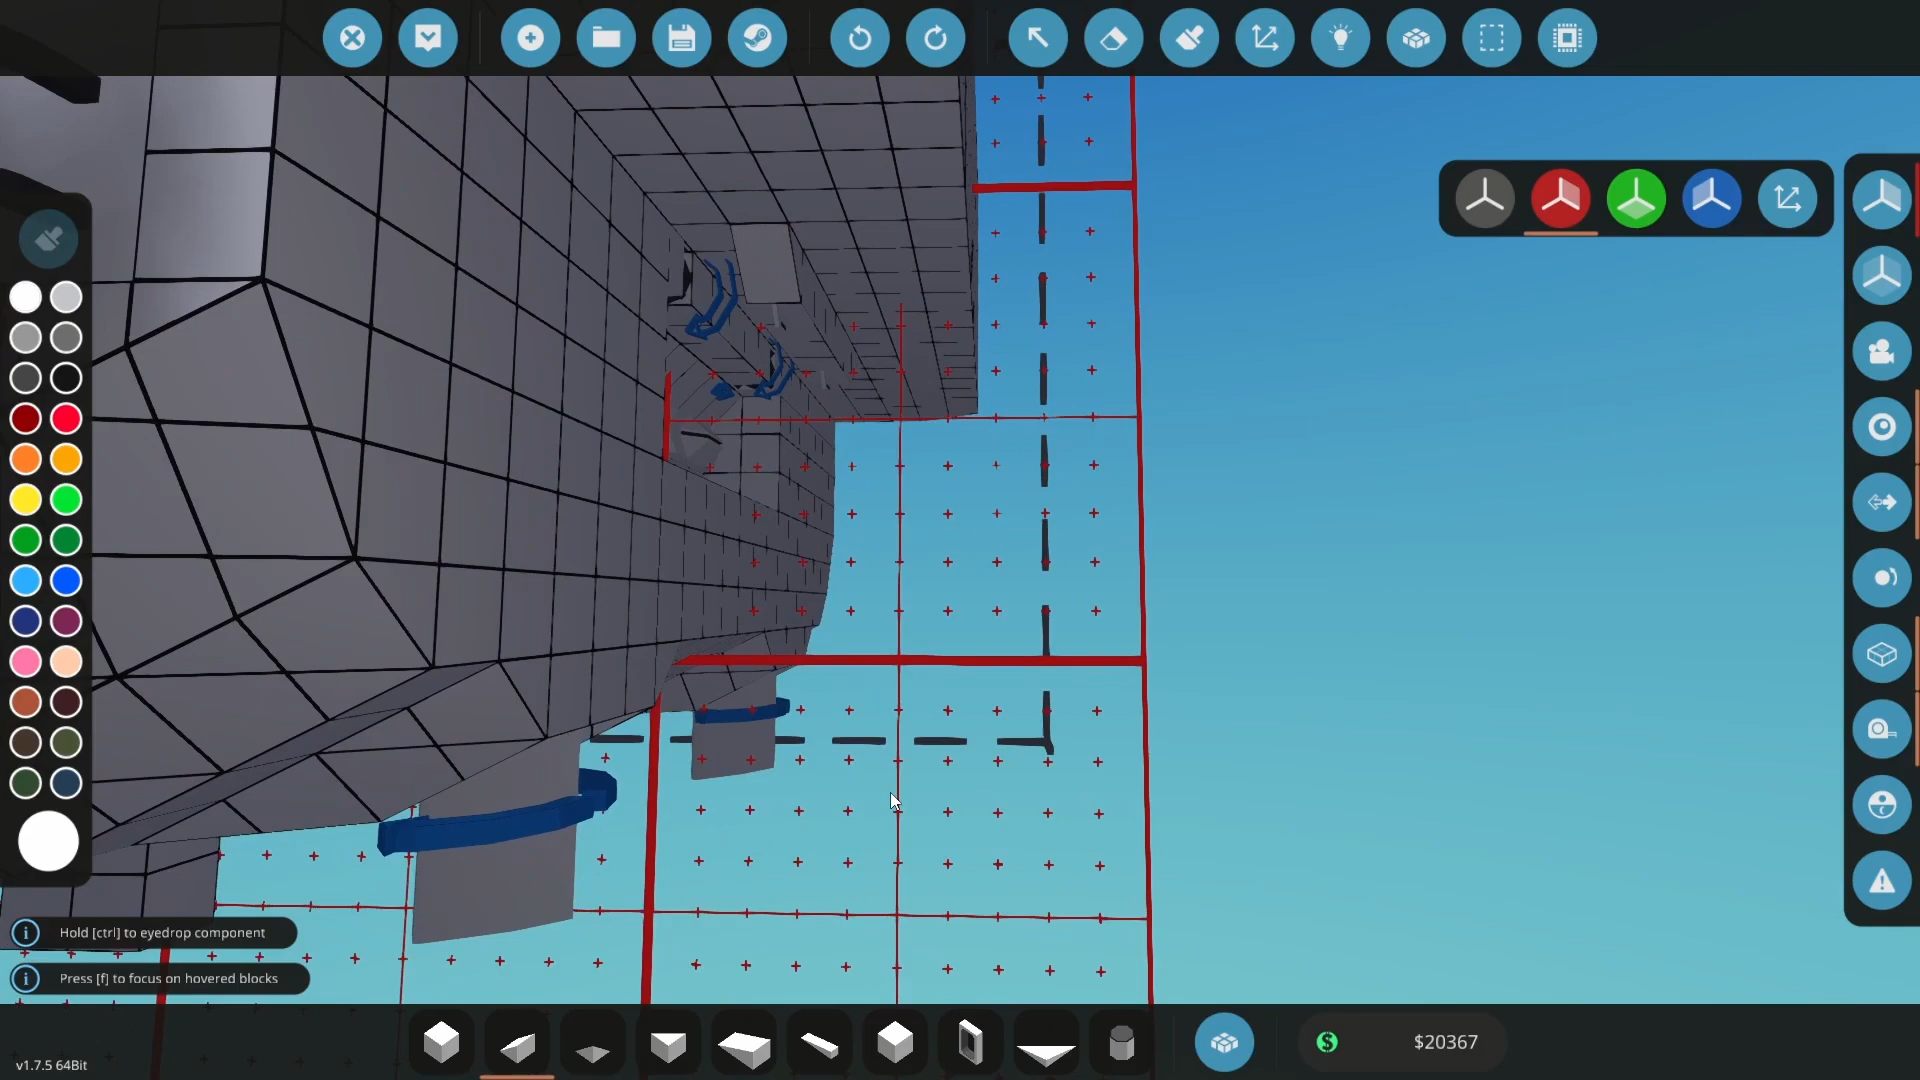 Hold [ctrl] to eyedrop component
Press [f] to focus on hovered blocks
$20367
v1.7.5 64Bit